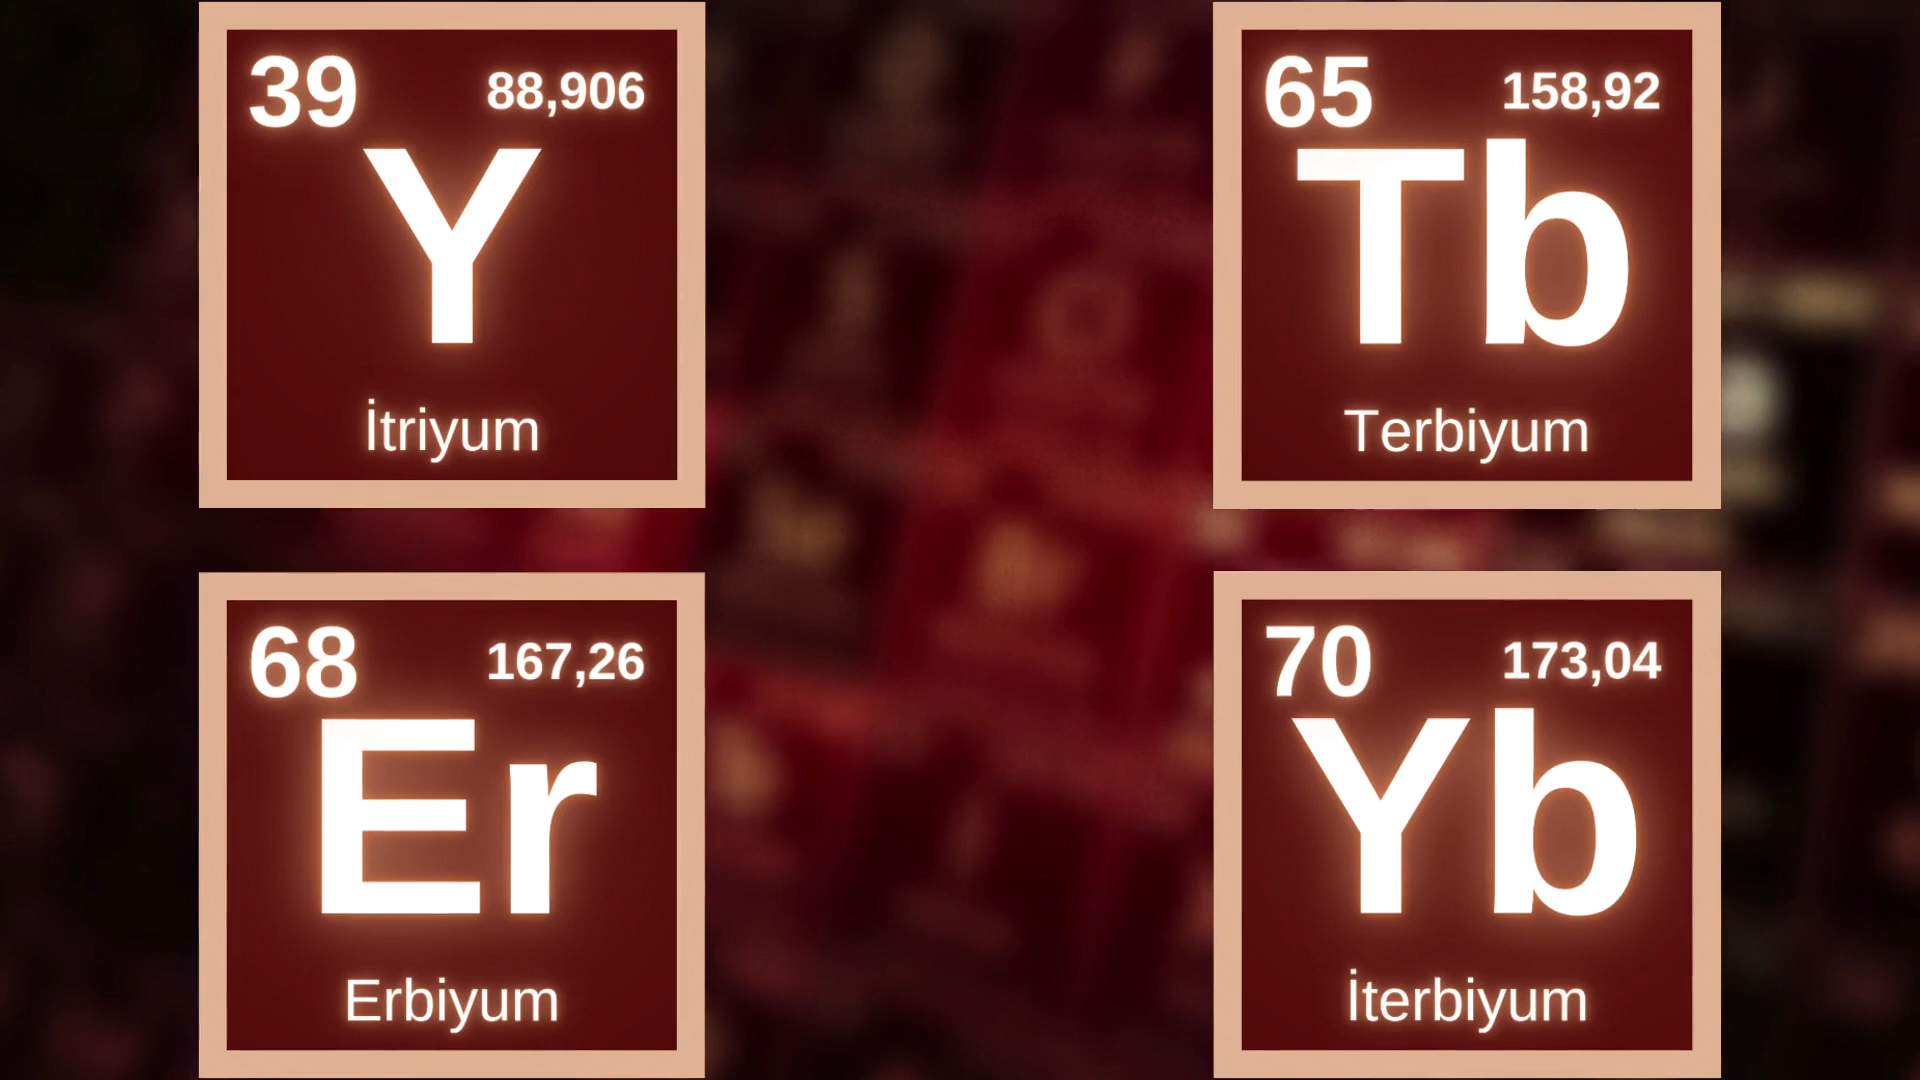 39 88,906
Y
İtriyum
65 158,92
Tb
Terbiyum
68 167,26
Er
Erbiyum
70 173,04
Yb
İterbiyum